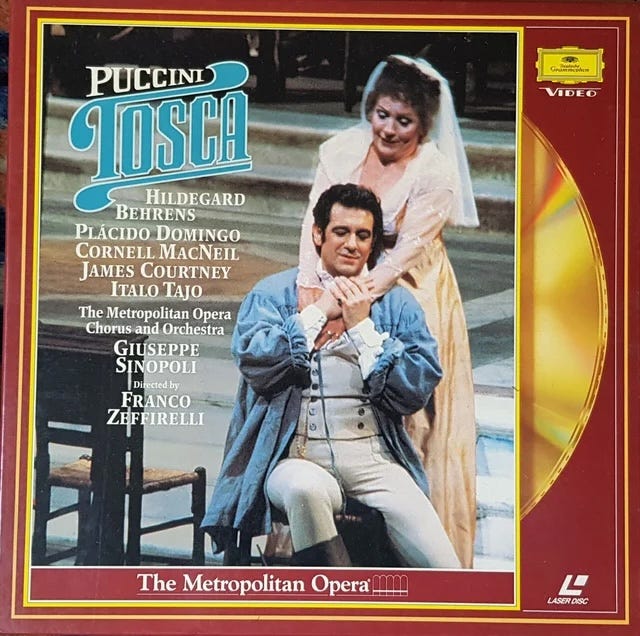 PUCCINI
TOSCA
HILDEGARD
BEHRENS
PLÁCIDO DOMINGO
CORNELL MACNEIL
JAMES COURTNEY
ITALO TAJO
The Metropolitan Opera
Chorus and Orchestra
GIUSEPPE
SINOPOLI
Directed by
FRANCO
ZEFFIRELLI
Deutsche
Grammophon
VIDEO
The Metropolitan Opera
LASER DISC